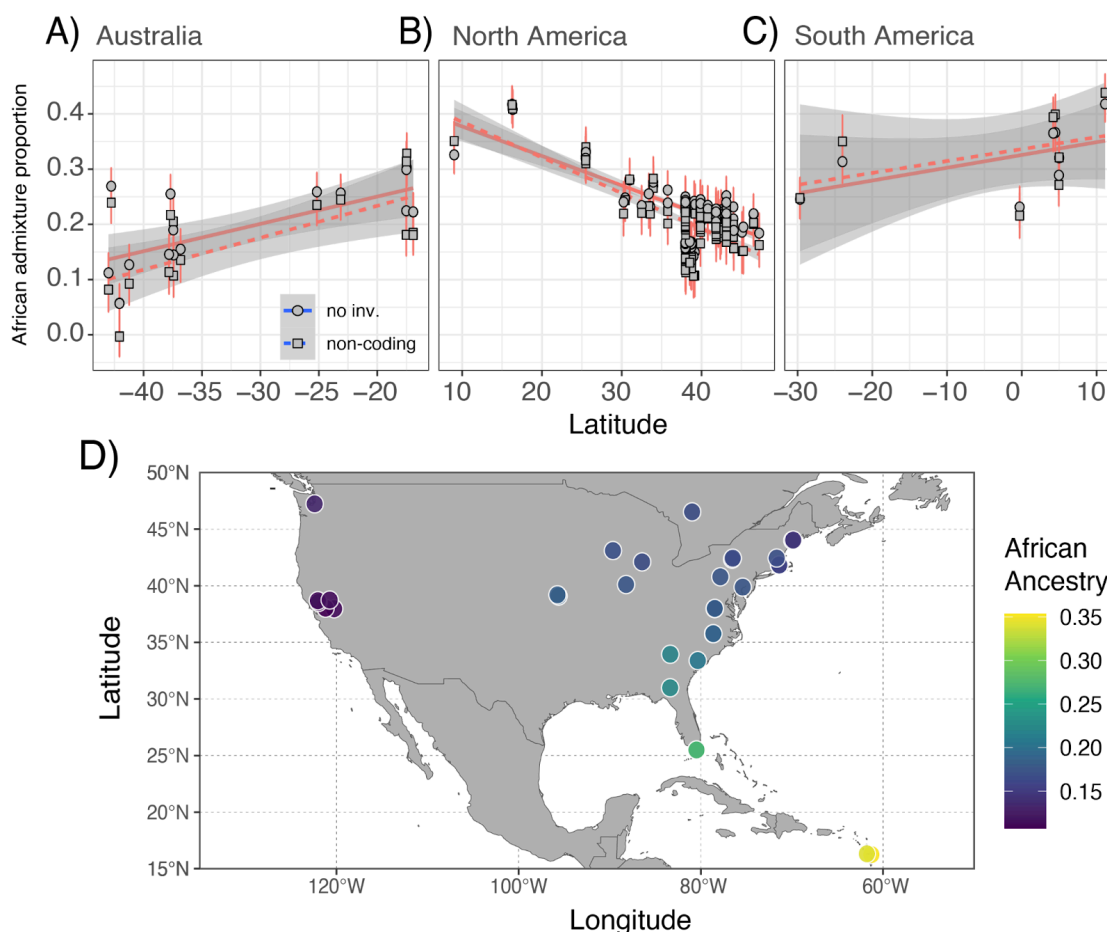 A) Australia
B) North America
C) South America
African admixture proportion
0.4
0.3
0.2
0.1
0.0
no inv.
non-coding
−40 −35 −30 −25 −20
10 20 30 40
−30 −20 −10 0 10
Latitude
D)
50°N
45°N
40°N
35°N
30°N
25°N
20°N
15°N
Latitude
120°W 100°W 80°W 60°W
Longitude
African
Ancestry
0.35
0.30
0.25
0.20
0.15